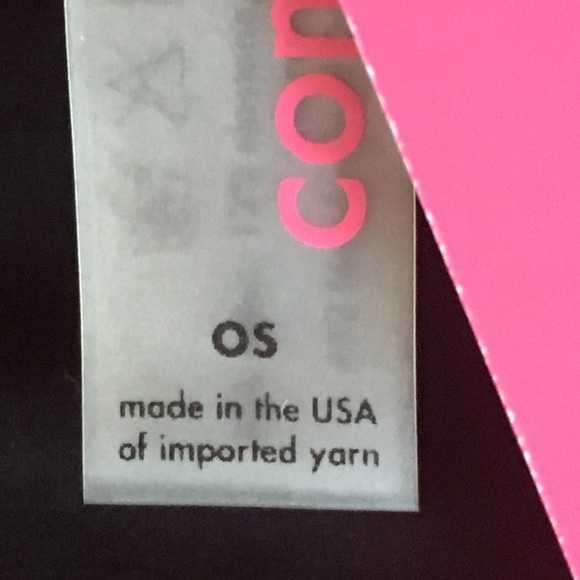 con
os
made in the USA
of imported yarn